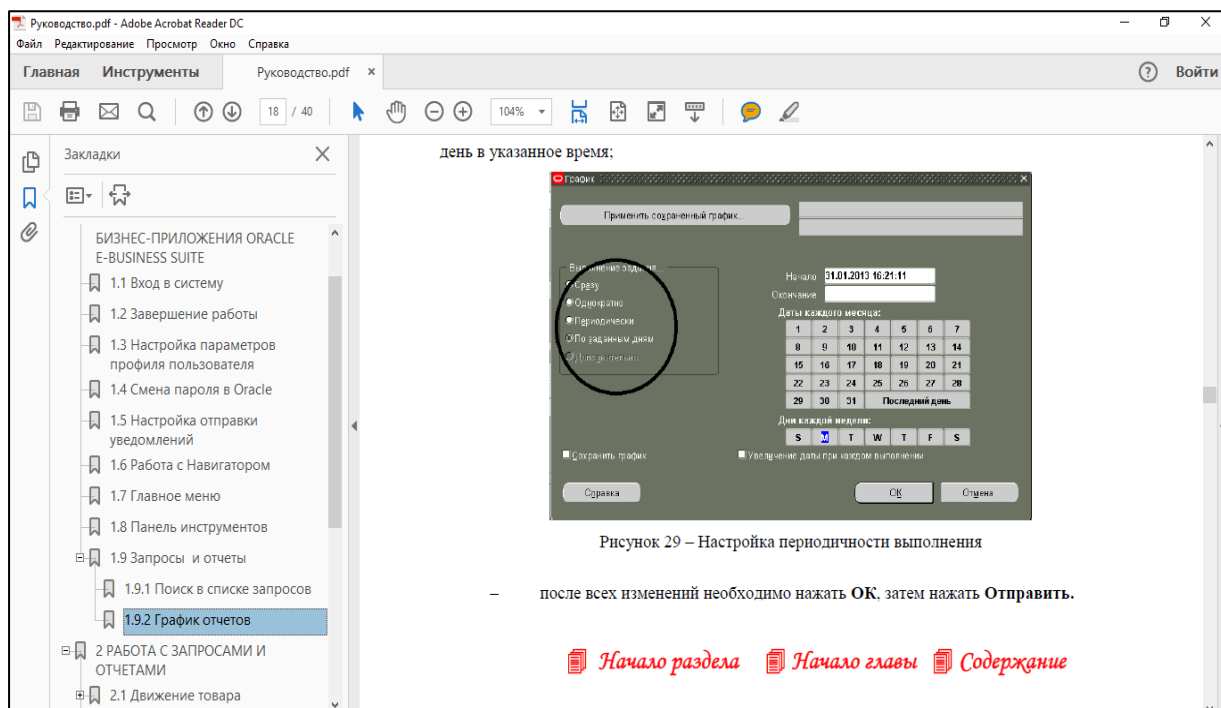 Руководство.pdf - Adobe Acrobat Reader DC
Файл Редактирование Просмотр Окно Справка
Главная Инструменты Руководство.pdf × Войти
18 / 40 104%
Закладки
БИЗНЕС-ПРИЛОЖЕНИЯ ORACLE
E-BUSINESS SUITE
1.1 Вход в систему
1.2 Завершение работы
1.3 Настройка параметров
профиля пользователя
1.4 Смена пароля в Oracle
1.5 Настройка отправки
уведомлений
1.6 Работа с Навигатором
1.7 Главное меню
1.8 Панель инструментов
1.9 Запросы и отчеты
1.9.1 Поиск в списке запросов
1.9.2 График отчетов
2 РАБОТА С ЗАПРОСАМИ И
ОТЧЕТАМИ
2.1 Движение товара
день в указанное время;
График
Применить сохраненный график...
Выполнение задания...
Сразу
Однократно
Периодически
По заданным дням
Дополнительно
Начало 31.01.2013 16:21:11
Окончание
Даты каждого месяца:
1 2 3 4 5 6 7
8 9 10 11 12 13 14
15 16 17 18 19 20 21
22 23 24 25 26 27 28
29 30 31 Последний день
Дни каждой недели:
S M T W T F S
Сохранить график
Увеличение даты при каждом выполнении
Справка ОК Отмена
Рисунок 29 – Настройка периодичности выполнения
– после всех изменений необходимо нажать ОК, затем нажать Отправить.
Начало раздела Начало главы Содержание